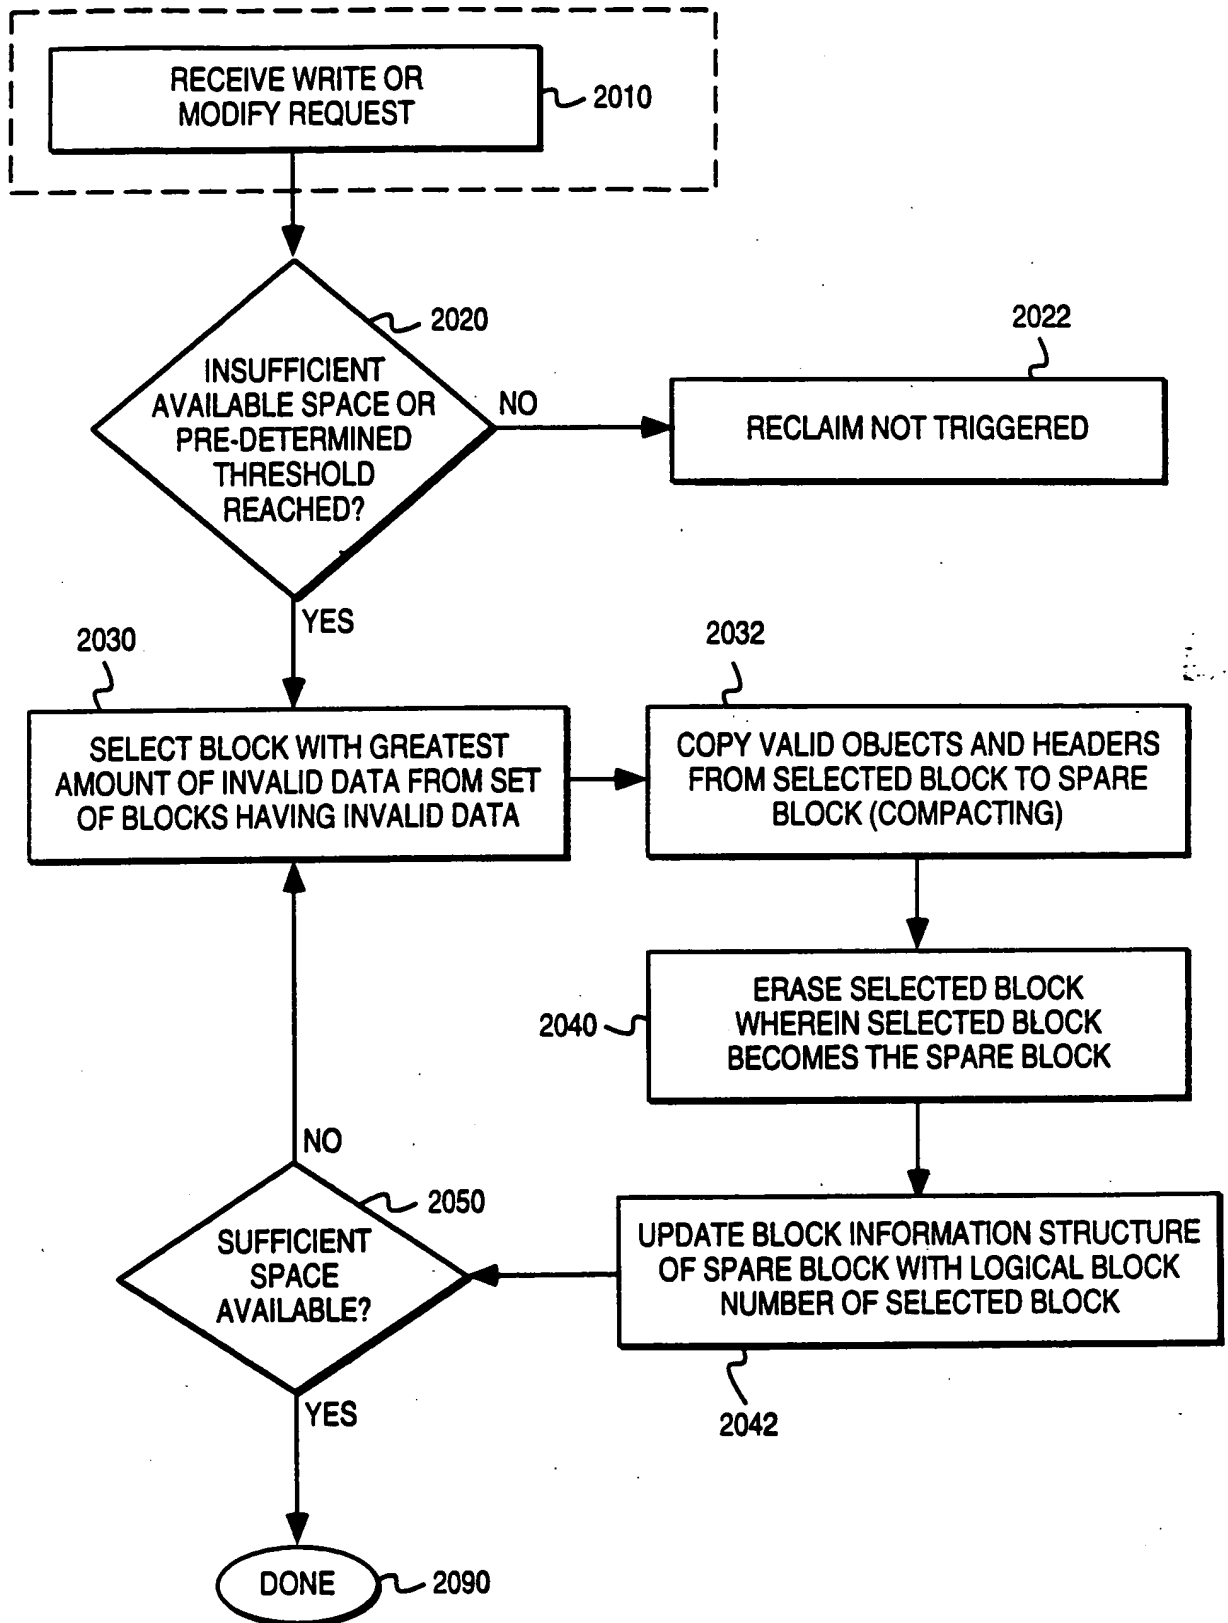 RECEIVE WRITE OR
MODIFY REQUEST
2010
2020
INSUFFICIENT
AVAILABLE SPACE OR
PRE-DETERMINED
THRESHOLD
REACHED?
NO
2022
RECLAIM NOT TRIGGERED
YES
2030
SELECT BLOCK WITH GREATEST
AMOUNT OF INVALID DATA FROM SET
OF BLOCKS HAVING INVALID DATA
2032
COPY VALID OBJECTS AND HEADERS
FROM SELECTED BLOCK TO SPARE
BLOCK (COMPACTING)
2040
ERASE SELECTED BLOCK
WHEREIN SELECTED BLOCK
BECOMES THE SPARE BLOCK
UPDATE BLOCK INFORMATION STRUCTURE
OF SPARE BLOCK WITH LOGICAL BLOCK
NUMBER OF SELECTED BLOCK
2042
NO
2050
SUFFICIENT
SPACE
AVAILABLE?
YES
DONE
2090